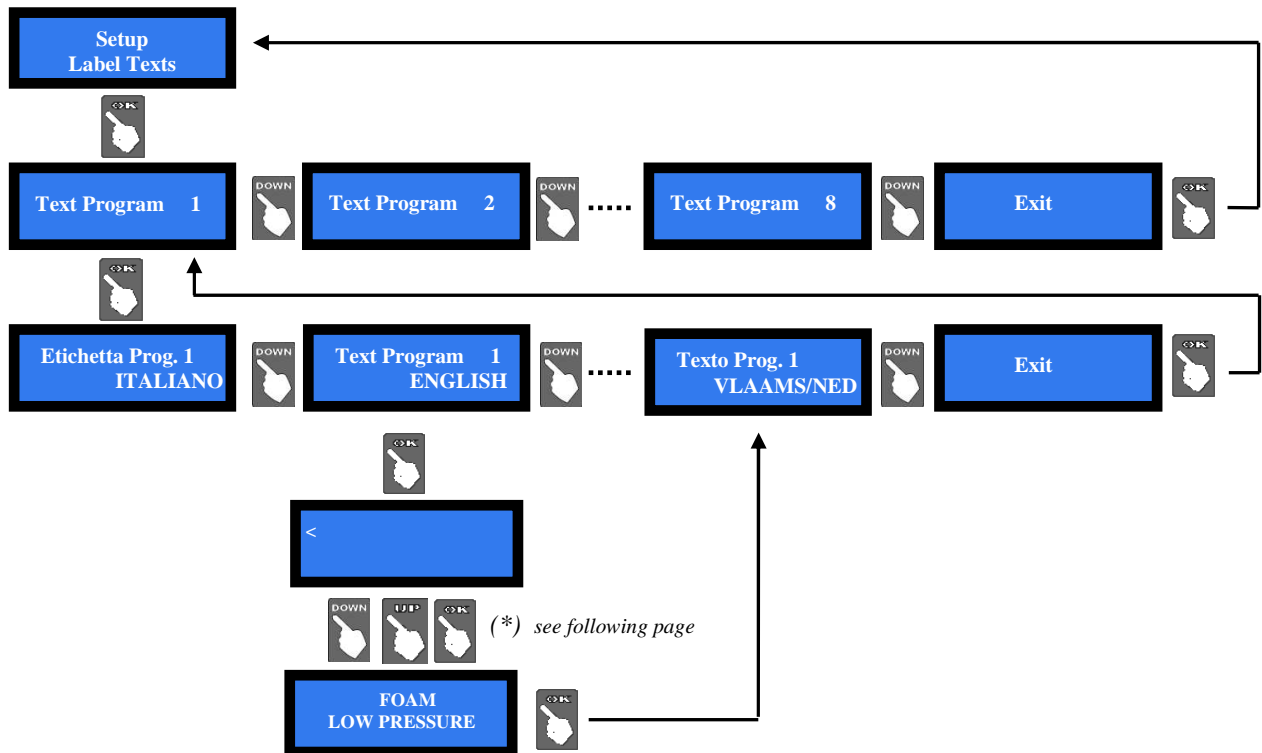 Setup
Label Texts
OK
Text Program 1
DOWN
Text Program 2
DOWN
.....
Text Program 8
DOWN
Exit
OK
OK
Etichetta Prog. 1
ITALIANO
DOWN
Text Program 1
ENGLISH
DOWN
.....
Texto Prog. 1
VLAAMS/NED
DOWN
Exit
OK
OK
<
DOWN
UP
OK
(*) see following page
FOAM
LOW PRESSURE
OK